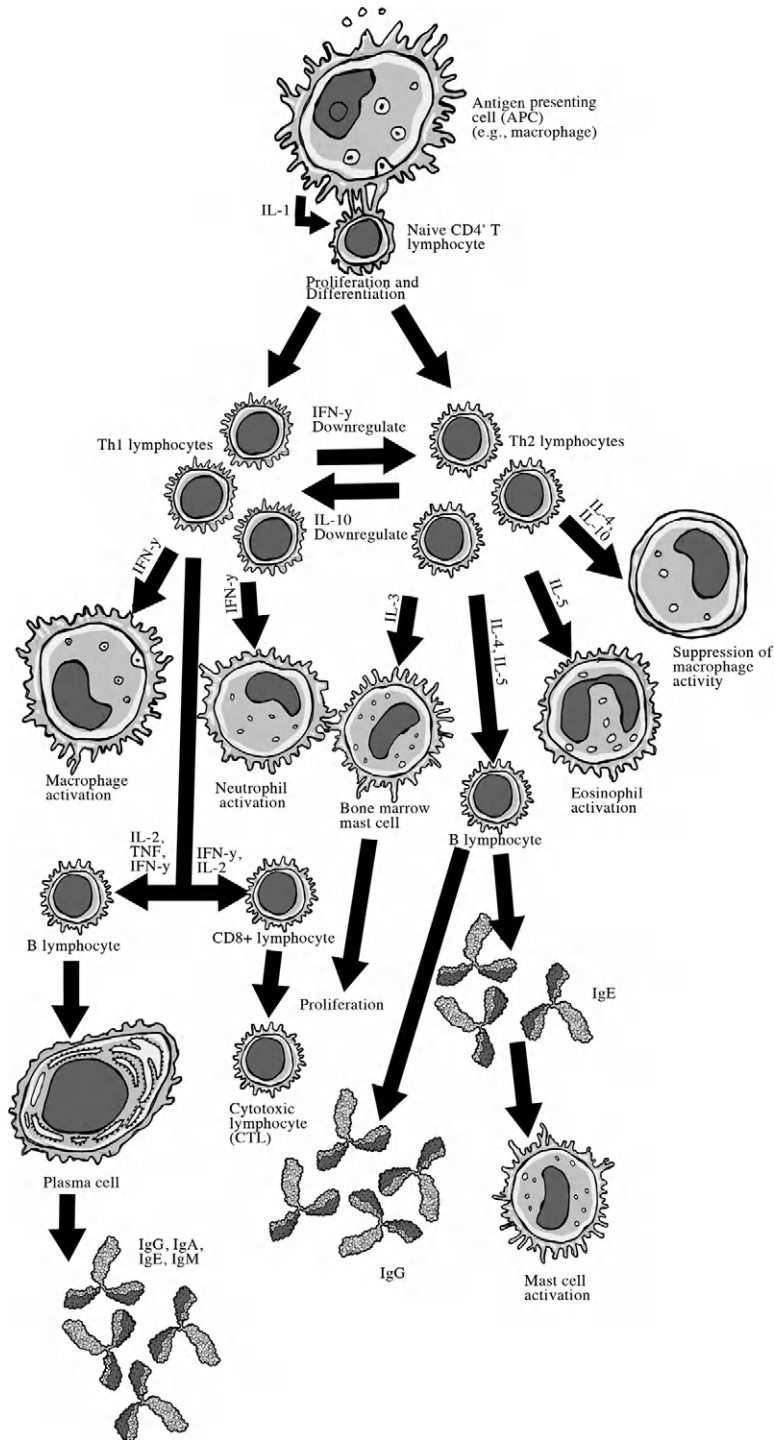 Antigen presenting
cell (APC)
(e.g., macrophage)
IL-1
Naive CD4' T
lymphocyte
Proliferation and
Differentiation
IFN-y
Downregulate
Th1 lymphocytes
Th2 lymphocytes
IL-10
Downregulate
IL-4,
IL-10
IFN-y
IFN-y
IL-3
IL-4, IL-5
IL-5
Suppression of
macrophage
activity
Macrophage
activation
Neutrophil
activation
Bone marrow
mast cell
Eosinophil
activation
B lymphocyte
IL-2,
TNF,
IFN-y
IFN-y,
IL-2
B lymphocyte
CD8+ lymphocyte
Proliferation
IgE
Cytotoxic
lymphocyte
(CTL)
Plasma cell
IgG, IgA,
IgE, IgM
IgG
Mast cell
activation